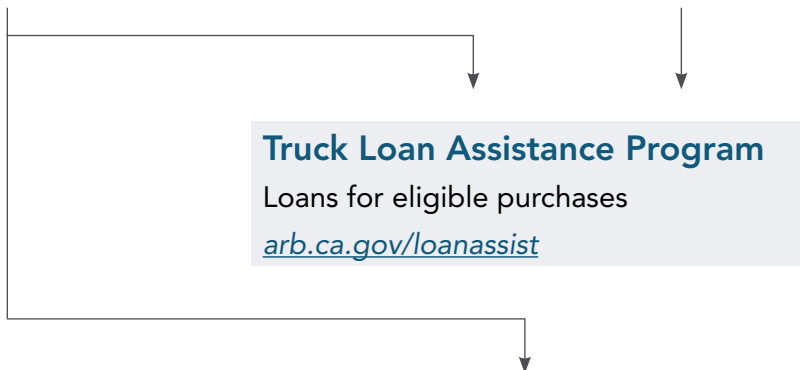 Truck Loan Assistance Program
Loans for eligible purchases
arb.ca.gov/loanassist